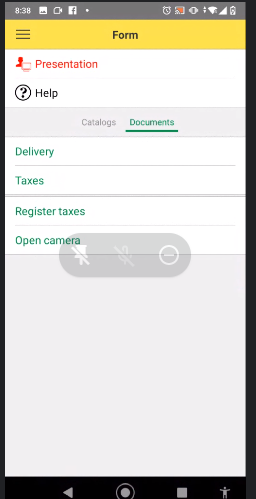 8:38
Form
Presentation
Help
Catalogs Documents
Delivery
Taxes
Register taxes
Open camera